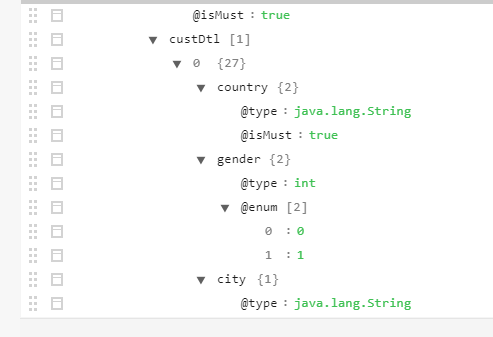 @isMust : true
custDtl [1]
0 {27}
country {2}
@type : java.lang.String
@isMust : true
gender {2}
@type : int
@enum [2]
0 : 0
1 : 1
city {1}
@type : java.lang.String